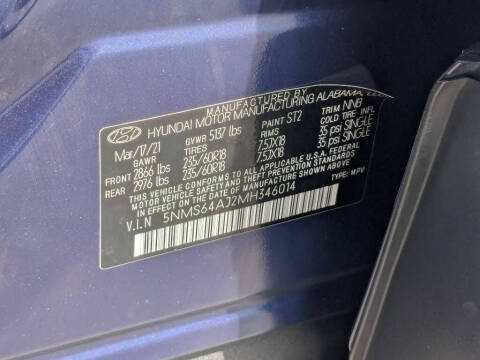 MANUFACTURED BY
HYUNDAI MOTOR MANUFACTURING ALABAMA, LLC
Mar/17/21 GVWR 5137 lbs PAINT ST2 TRIM NNB
GAWR RIMS COLD TIRE INFL
FRONT 2866 lbs 235/60R18 7.5JX18 35 psi SINGLE
REAR 2976 lbs 235/60R18 7.5JX18 35 psi SINGLE
THIS VEHICLE CONFORMS TO ALL APPLICABLE U.S. FEDERAL
MOTOR VEHICLE SAFETY AND THEFT PREVENTION STANDARDS
IN EFFECT ON THE DATE OF MANUFACTURE SHOWN ABOVE.
V.I.N 5NMS64AJ2MH346014 TYPE: MPV